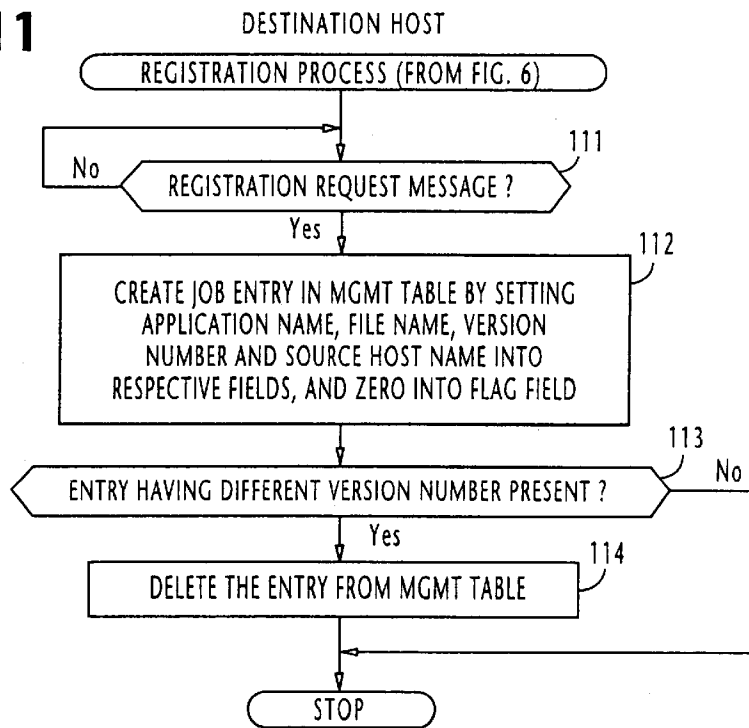 11
DESTINATION HOST
REGISTRATION PROCESS (FROM FIG. 6)
111
No
REGISTRATION REQUEST MESSAGE ?
Yes
112
CREATE JOB ENTRY IN MGMT TABLE BY SETTING
APPLICATION NAME, FILE NAME, VERSION
NUMBER AND SOURCE HOST NAME INTO
RESPECTIVE FIELDS, AND ZERO INTO FLAG FIELD
113
ENTRY HAVING DIFFERENT VERSION NUMBER PRESENT ?
No
Yes
114
DELETE THE ENTRY FROM MGMT TABLE
STOP